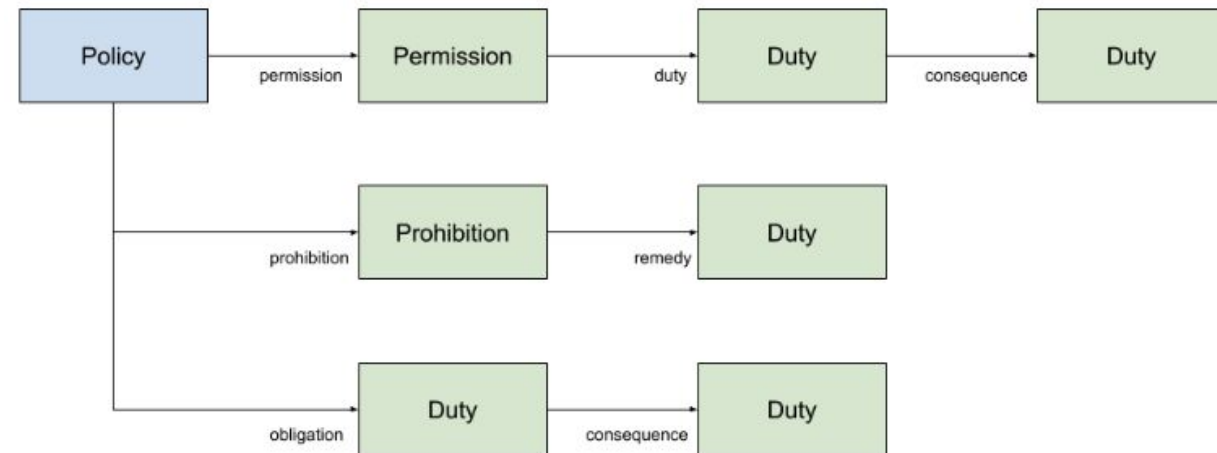 Policy
permission
Permission
duty
Duty
consequence
Duty
prohibition
Prohibition
remedy
Duty
obligation
Duty
consequence
Duty